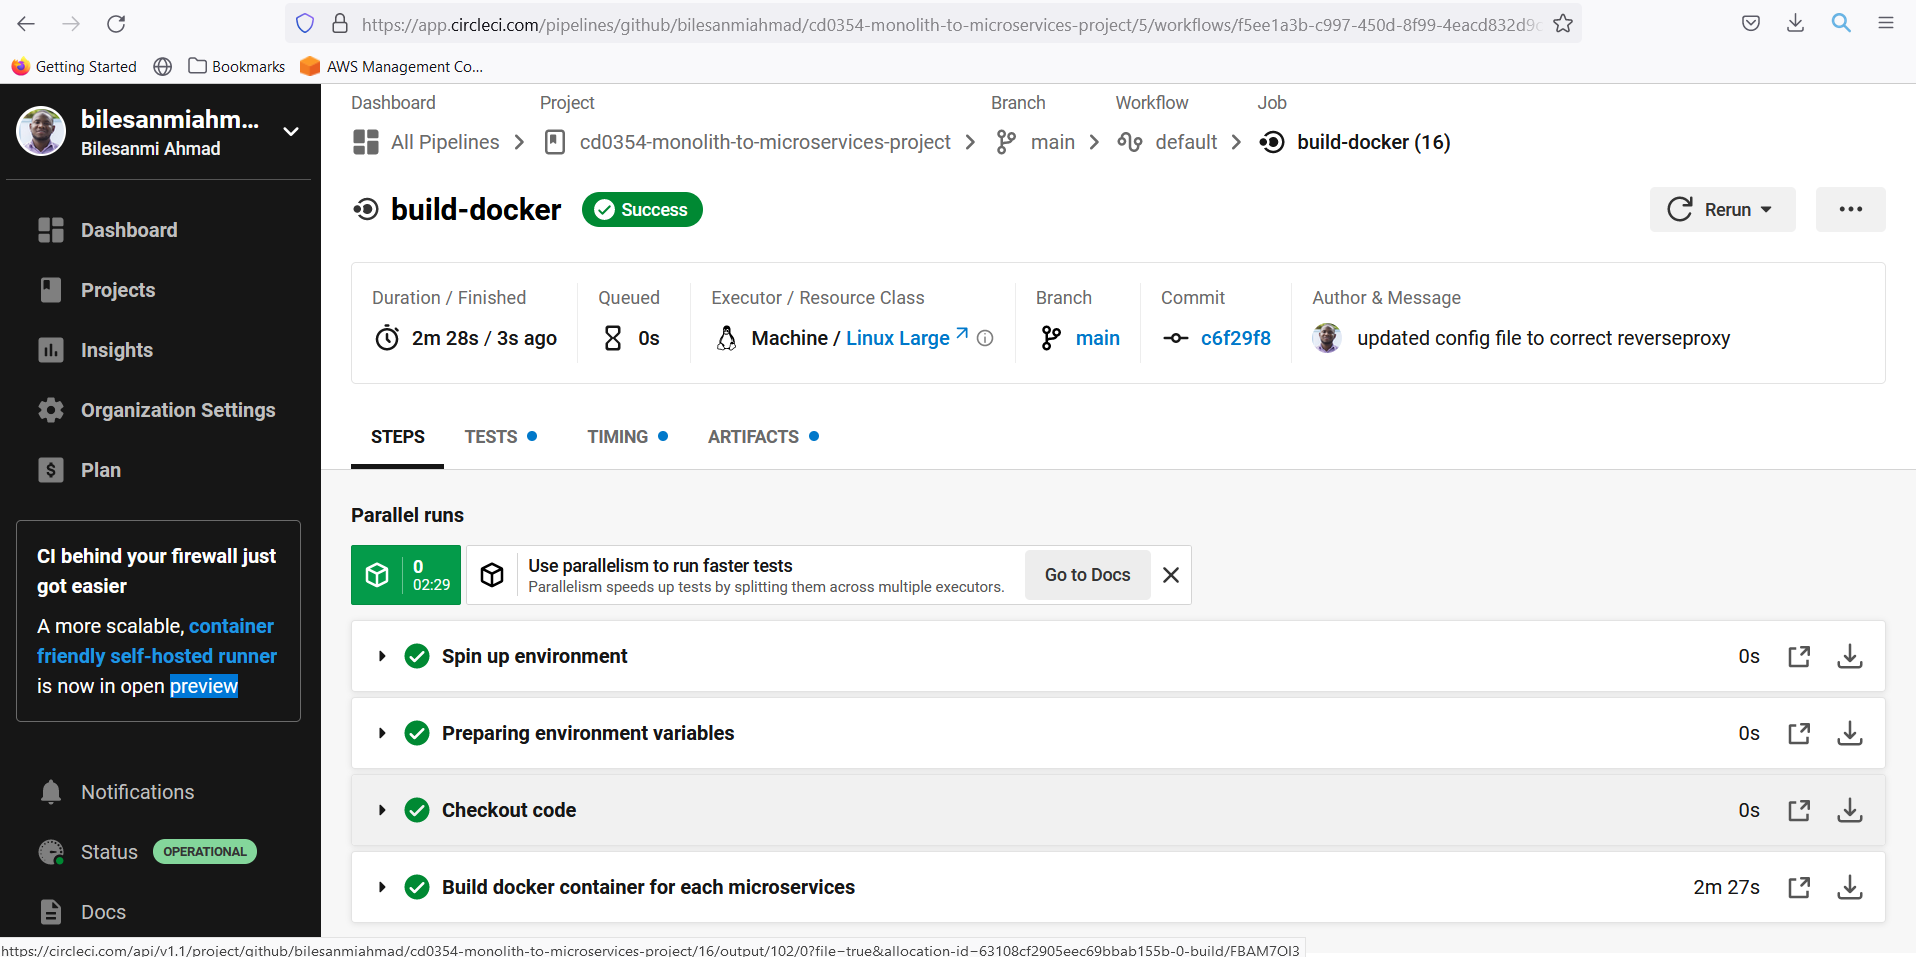 https://app.circleci.com/pipelines/github/bilesanmiahmad/cd0354-monolith-to-microservices-project/5/workflows/f5ee1a3b-c997-450d-8f99-4eacd832d9c
Getting Started
Bookmarks
AWS Management Co...
bilesanmiahm...
Bilesanmi Ahmad
Dashboard
Projects
Insights
Organization Settings
Plan
CI behind your firewall just
got easier
A more scalable, container
friendly self-hosted runner
is now in open preview
Notifications
Status OPERATIONAL
Docs
Dashboard Project Branch Workflow Job
All Pipelines cd0354-monolith-to-microservices-project main default build-docker (16)
build-docker Success
Rerun
Duration / Finished Queued Executor / Resource Class Branch Commit Author & Message
2m 28s / 3s ago 0s Machine / Linux Large main c6f29f8 updated config file to correct reverseproxy
STEPS TESTS TIMING ARTIFACTS
Parallel runs
0
02:29
Use parallelism to run faster tests
Parallelism speeds up tests by splitting them across multiple executors.
Go to Docs
Spin up environment 0s
Preparing environment variables 0s
Checkout code 0s
Build docker container for each microservices 2m 27s
https://circleci.com/api/v1.1/project/github/bilesanmiahmad/cd0354-monolith-to-microservices-project/16/output/102/0?file=true&allocation-id=63108cf2905eec69bbab155b-0-build/FBAM7OI3